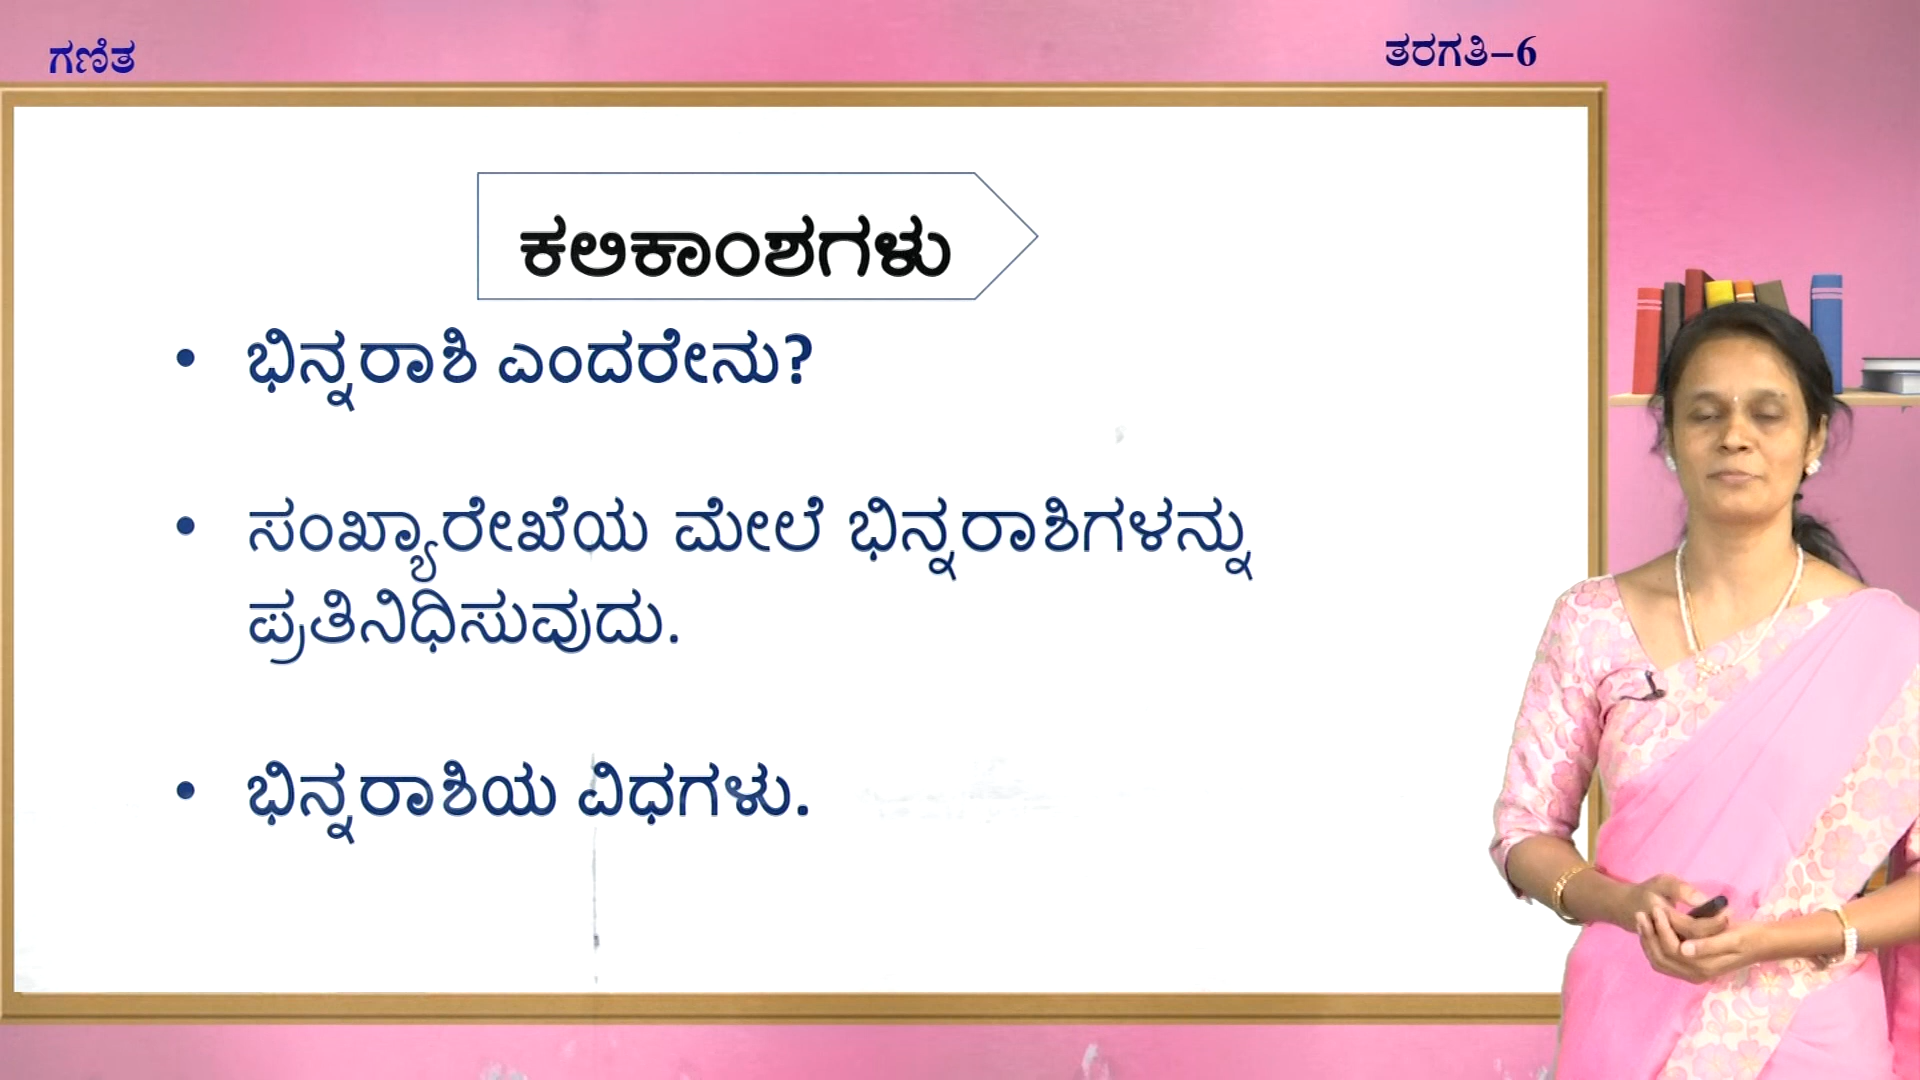 ಗಣಿತ
ತರಗತಿ–6
ಕಲಿಕಾಂಶಗಳು
• ಭಿನ್ನರಾಶಿ ಎಂದರೇನು?
• ಸಂಖ್ಯಾರೇಖೆಯ ಮೇಲೆ ಭಿನ್ನರಾಶಿಗಳನ್ನು
ಪ್ರತಿನಿಧಿಸುವುದು.
• ಭಿನ್ನರಾಶಿಯ ವಿಧಗಳು.